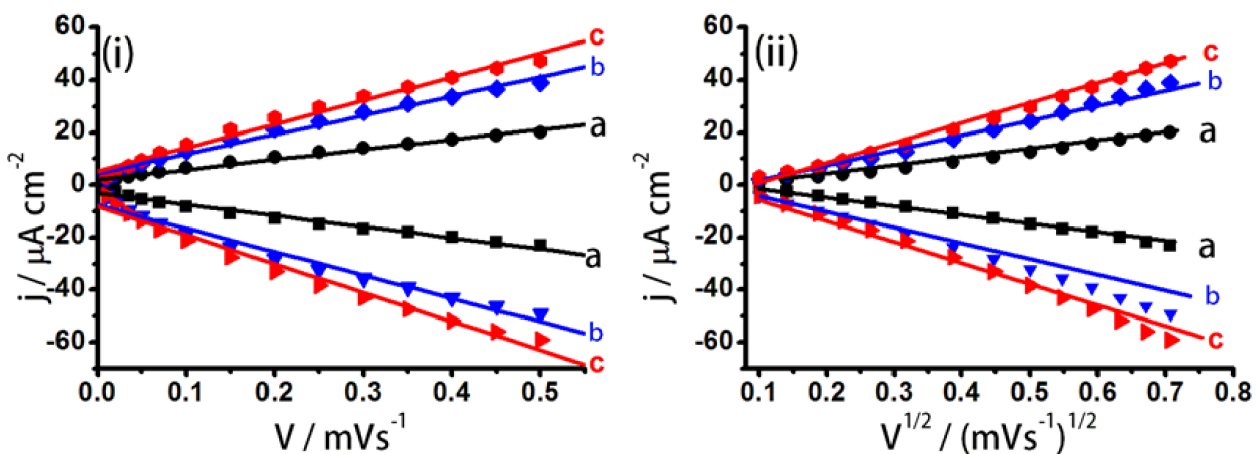 (i)
60
40
20
0
-20
-40
-60
j / μA cm-2
0.0 0.1 0.2 0.3 0.4 0.5
V / mVs-1
c
b
a
a
b
c
(ii)
60
40
20
0
-20
-40
-60
j / μA cm-2
0.1 0.2 0.3 0.4 0.5 0.6 0.7 0.8
V1/2 / (mVs-1)1/2
c
b
a
a
b
c